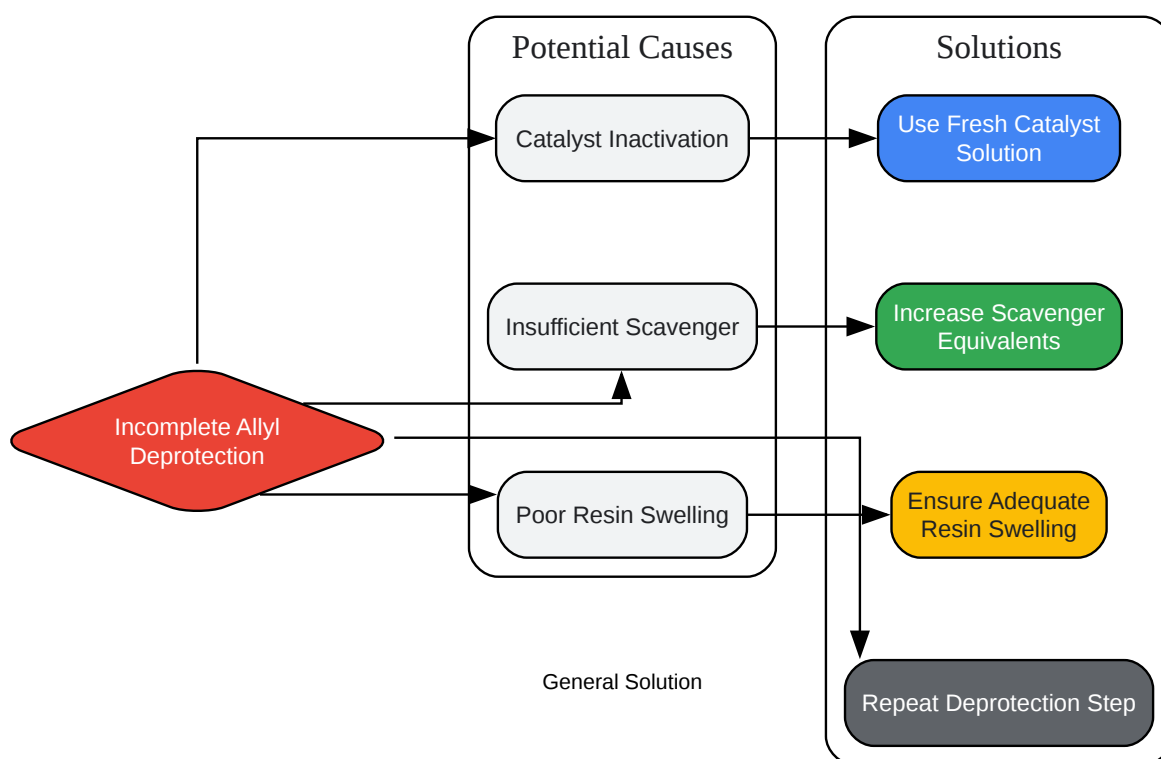 Potential Causes
Solutions
Catalyst Inactivation
Use Fresh Catalyst
Solution
Insufficient Scavenger
Increase Scavenger
Equivalents
Incomplete Allyl
Deprotection
Poor Resin Swelling
Ensure Adequate
Resin Swelling
General Solution
Repeat Deprotection Step